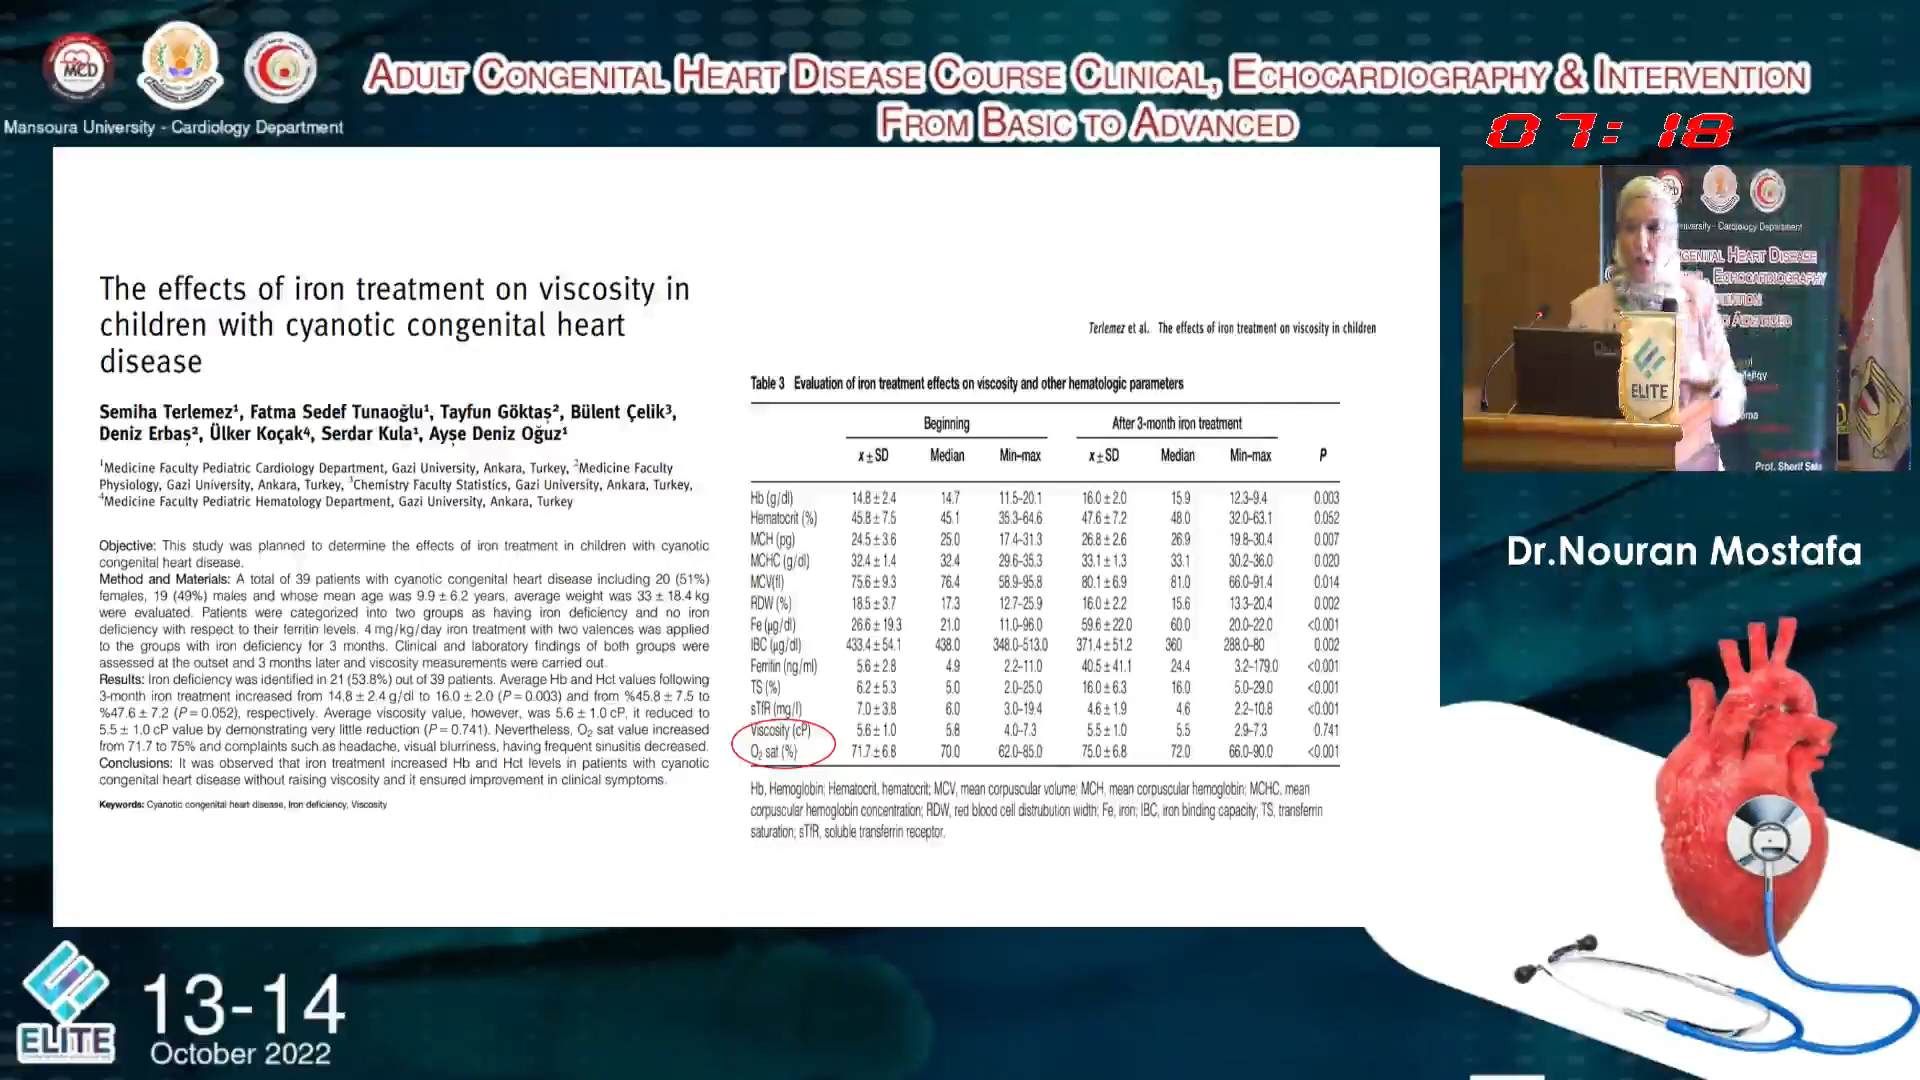 MCD
Mansoura University - Cardiology Department
ADULT CONGENITAL HEART DISEASE COURSE CLINICAL, ECHOCARDIOGRAPHY & INTERVENTION
FROM BASIC TO ADVANCED
07:18
The effects of iron treatment on viscosity in
children with cyanotic congenital heart
disease
Semiha Terlemez¹, Fatma Sedef Tunaoğlu¹, Tayfun Göktaş², Bülent Çelik³,
Deniz Erbaş², Ülker Koçak⁴, Serdar Kula¹, Ayşe Deniz Oğuz¹
¹Medicine Faculty Pediatric Cardiology Department, Gazi University, Ankara, Turkey, ²Medicine Faculty
Physiology, Gazi University, Ankara, Turkey, ³Chemistry Faculty Statistics, Gazi University, Ankara, Turkey,
⁴Medicine Faculty Pediatric Hematology Department, Gazi University, Ankara, Turkey
Objective: This study was planned to determine the effects of iron treatment in children with cyanotic
congenital heart disease.
Method and Materials: A total of 39 patients with cyanotic congenital heart disease including 20 (51%)
females, 19 (49%) males and whose mean age was 9.9 ± 6.2 years, average weight was 33 ± 18.4 kg
were evaluated. Patients were categorized into two groups as having iron deficiency and no iron
deficiency with respect to their ferritin levels. 4 mg/kg/day iron treatment with two valences was applied
to the groups with iron deficiency for 3 months. Clinical and laboratory findings of both groups were
assessed at the outset and 3 months later and viscosity measurements were carried out.
Results: Iron deficiency was identified in 21 (53.8%) out of 39 patients. Average Hb and Hct values following
3-month iron treatment increased from 14.8 ± 2.4 g/dl to 16.0 ± 2.0 (P = 0.003) and from %45.8 ± 7.5 to
%47.6 ± 7.2 (P = 0.052), respectively. Average viscosity value, however, was 5.6 ± 1.0 cP, it reduced to
5.5 ± 1.0 cP value by demonstrating very little reduction (P = 0.741). Nevertheless, O₂ sat value increased
from 71.7 to 75% and complaints such as headache, visual blurriness, having frequent sinusitis decreased.
Conclusions: It was observed that iron treatment increased Hb and Hct levels in patients with cyanotic
congenital heart disease without raising viscosity and it ensured improvement in clinical symptoms.
Keywords: Cyanotic congenital heart disease, Iron deficiency, Viscosity
Terlemez et al. The effects of iron treatment on viscosity in children
Table 3 Evaluation of iron treatment effects on viscosity and other hematologic parameters
Beginning After 3-month iron treatment
x ± SD Median Min–max x ± SD Median Min–max P
Hb (g/dl) 14.8 ± 2.4 14.7 11.5–20.1 16.0 ± 2.0 15.9 12.3–9.4 0.003
Hematocrit (%) 45.8 ± 7.5 45.1 35.3–64.6 47.6 ± 7.2 48.0 32.0–63.1 0.052
MCH (pg) 24.5 ± 3.6 25.0 17.4–31.3 26.8 ± 2.6 26.9 19.8–30.4 0.007
MCHC (g/dl) 32.4 ± 1.4 32.4 29.6–35.3 33.1 ± 1.3 33.1 30.2–36.0 0.020
MCV(fl) 75.6 ± 9.3 76.4 58.9–95.8 80.1 ± 6.9 81.0 66.0–91.4 0.014
RDW (%) 18.5 ± 3.7 17.3 12.7–25.9 16.0 ± 2.2 15.6 13.3–20.4 0.002
Fe (µg/dl) 26.6 ± 19.3 21.0 11.0–96.0 59.6 ± 22.0 60.0 20.0–22.0 <0.001
IBC (µg/dl) 433.4 ± 54.1 438.0 348.0–513.0 371.4 ± 51.2 360 288.0–80 0.002
Ferritin (ng/ml) 5.6 ± 2.8 4.9 2.2–11.0 40.5 ± 41.1 24.4 3.2–179.0 <0.001
TS (%) 6.2 ± 5.3 5.0 2.0–25.0 16.0 ± 6.3 16.0 5.0–29.0 <0.001
sTfR (mg/l) 7.0 ± 3.8 6.0 3.0–19.4 4.6 ± 1.9 4.6 2.2–10.8 <0.001
Viscosity (cP) 5.6 ± 1.0 5.8 4.0–7.3 5.5 ± 1.0 5.5 2.9–7.3 0.741
O₂ sat (%) 71.7 ± 6.8 70.0 62.0–85.0 75.0 ± 6.8 72.0 66.0–90.0 <0.001
Hb, Hemoglobin; Hematocrit, hematocrit; MCV, mean corpuscular volume; MCH, mean corpuscular hemoglobin; MCHC, mean
corpuscular hemoglobin concentration; RDW, red blood cell distrubution width; Fe, iron; IBC, iron binding capacity; TS, transferrin
saturation; sTfR, soluble transferrin receptor.
University - Cardiology Department
HEART DISEASE
ECHOCARDIOGRAPHY
ADVANCED
ELITE
Prof. Sherif
Dr.Nouran Mostafa
ELITE
13-14
October 2022